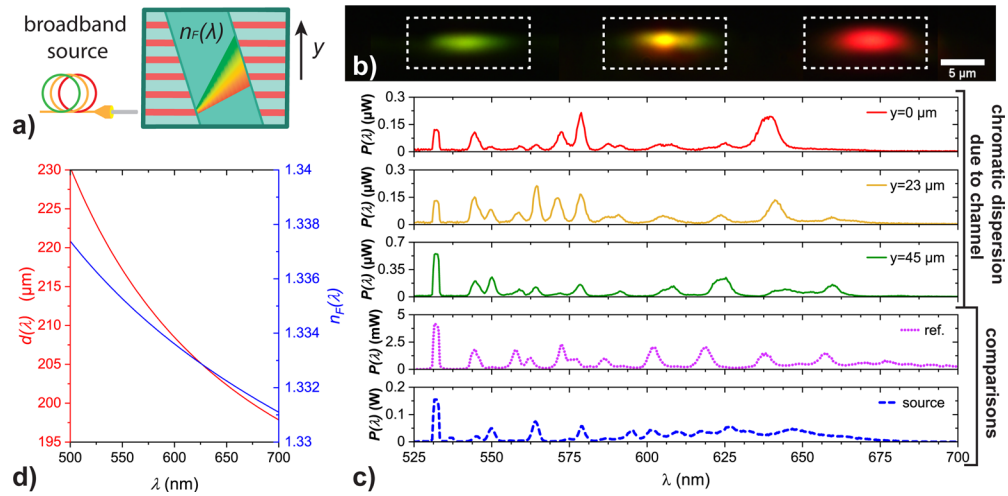 broadband
source
n_F(λ)
y
a)
b)
5 µm
0.3
0.15
0
P(λ) (µW)
y=0 µm
0.3
0.15
0
P(λ) (µW)
y=23 µm
0.7
0.35
0
P(λ) (µW)
y=45 µm
5
2.5
0
P(λ) (mW)
ref.
0.2
0.1
0
P(λ) (W)
source
525
550
575
600
625
650
675
700
λ (nm)
c)
chromatic dispersion
due to channel
comparisons
230
225
220
215
210
205
200
195
d(λ) (µm)
1.34
1.338
1.336
1.334
1.332
1.33
n_F(λ)
500
550
600
650
700
λ (nm)
d)